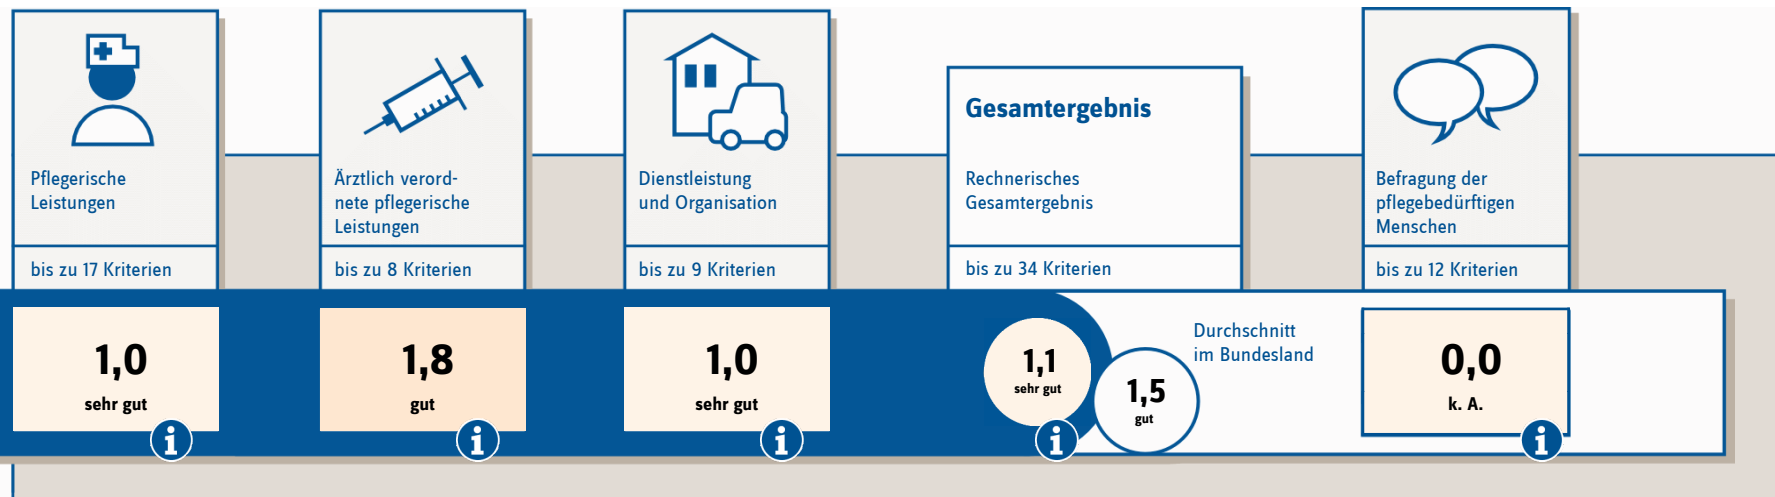 Pflegerische
Leistungen
bis zu 17 Kriterien
1,0
sehr gut
Ärztlich verord-
nete pflegerische
Leistungen
bis zu 8 Kriterien
1,8
gut
Dienstleistung
und Organisation
bis zu 9 Kriterien
1,0
sehr gut
Gesamtergebnis
Rechnerisches
Gesamtergebnis
bis zu 34 Kriterien
1,1
sehr gut
1,5
gut
Durchschnitt
im Bundesland
Befragung der
pflegebedürftigen
Menschen
bis zu 12 Kriterien
0,0
k. A.